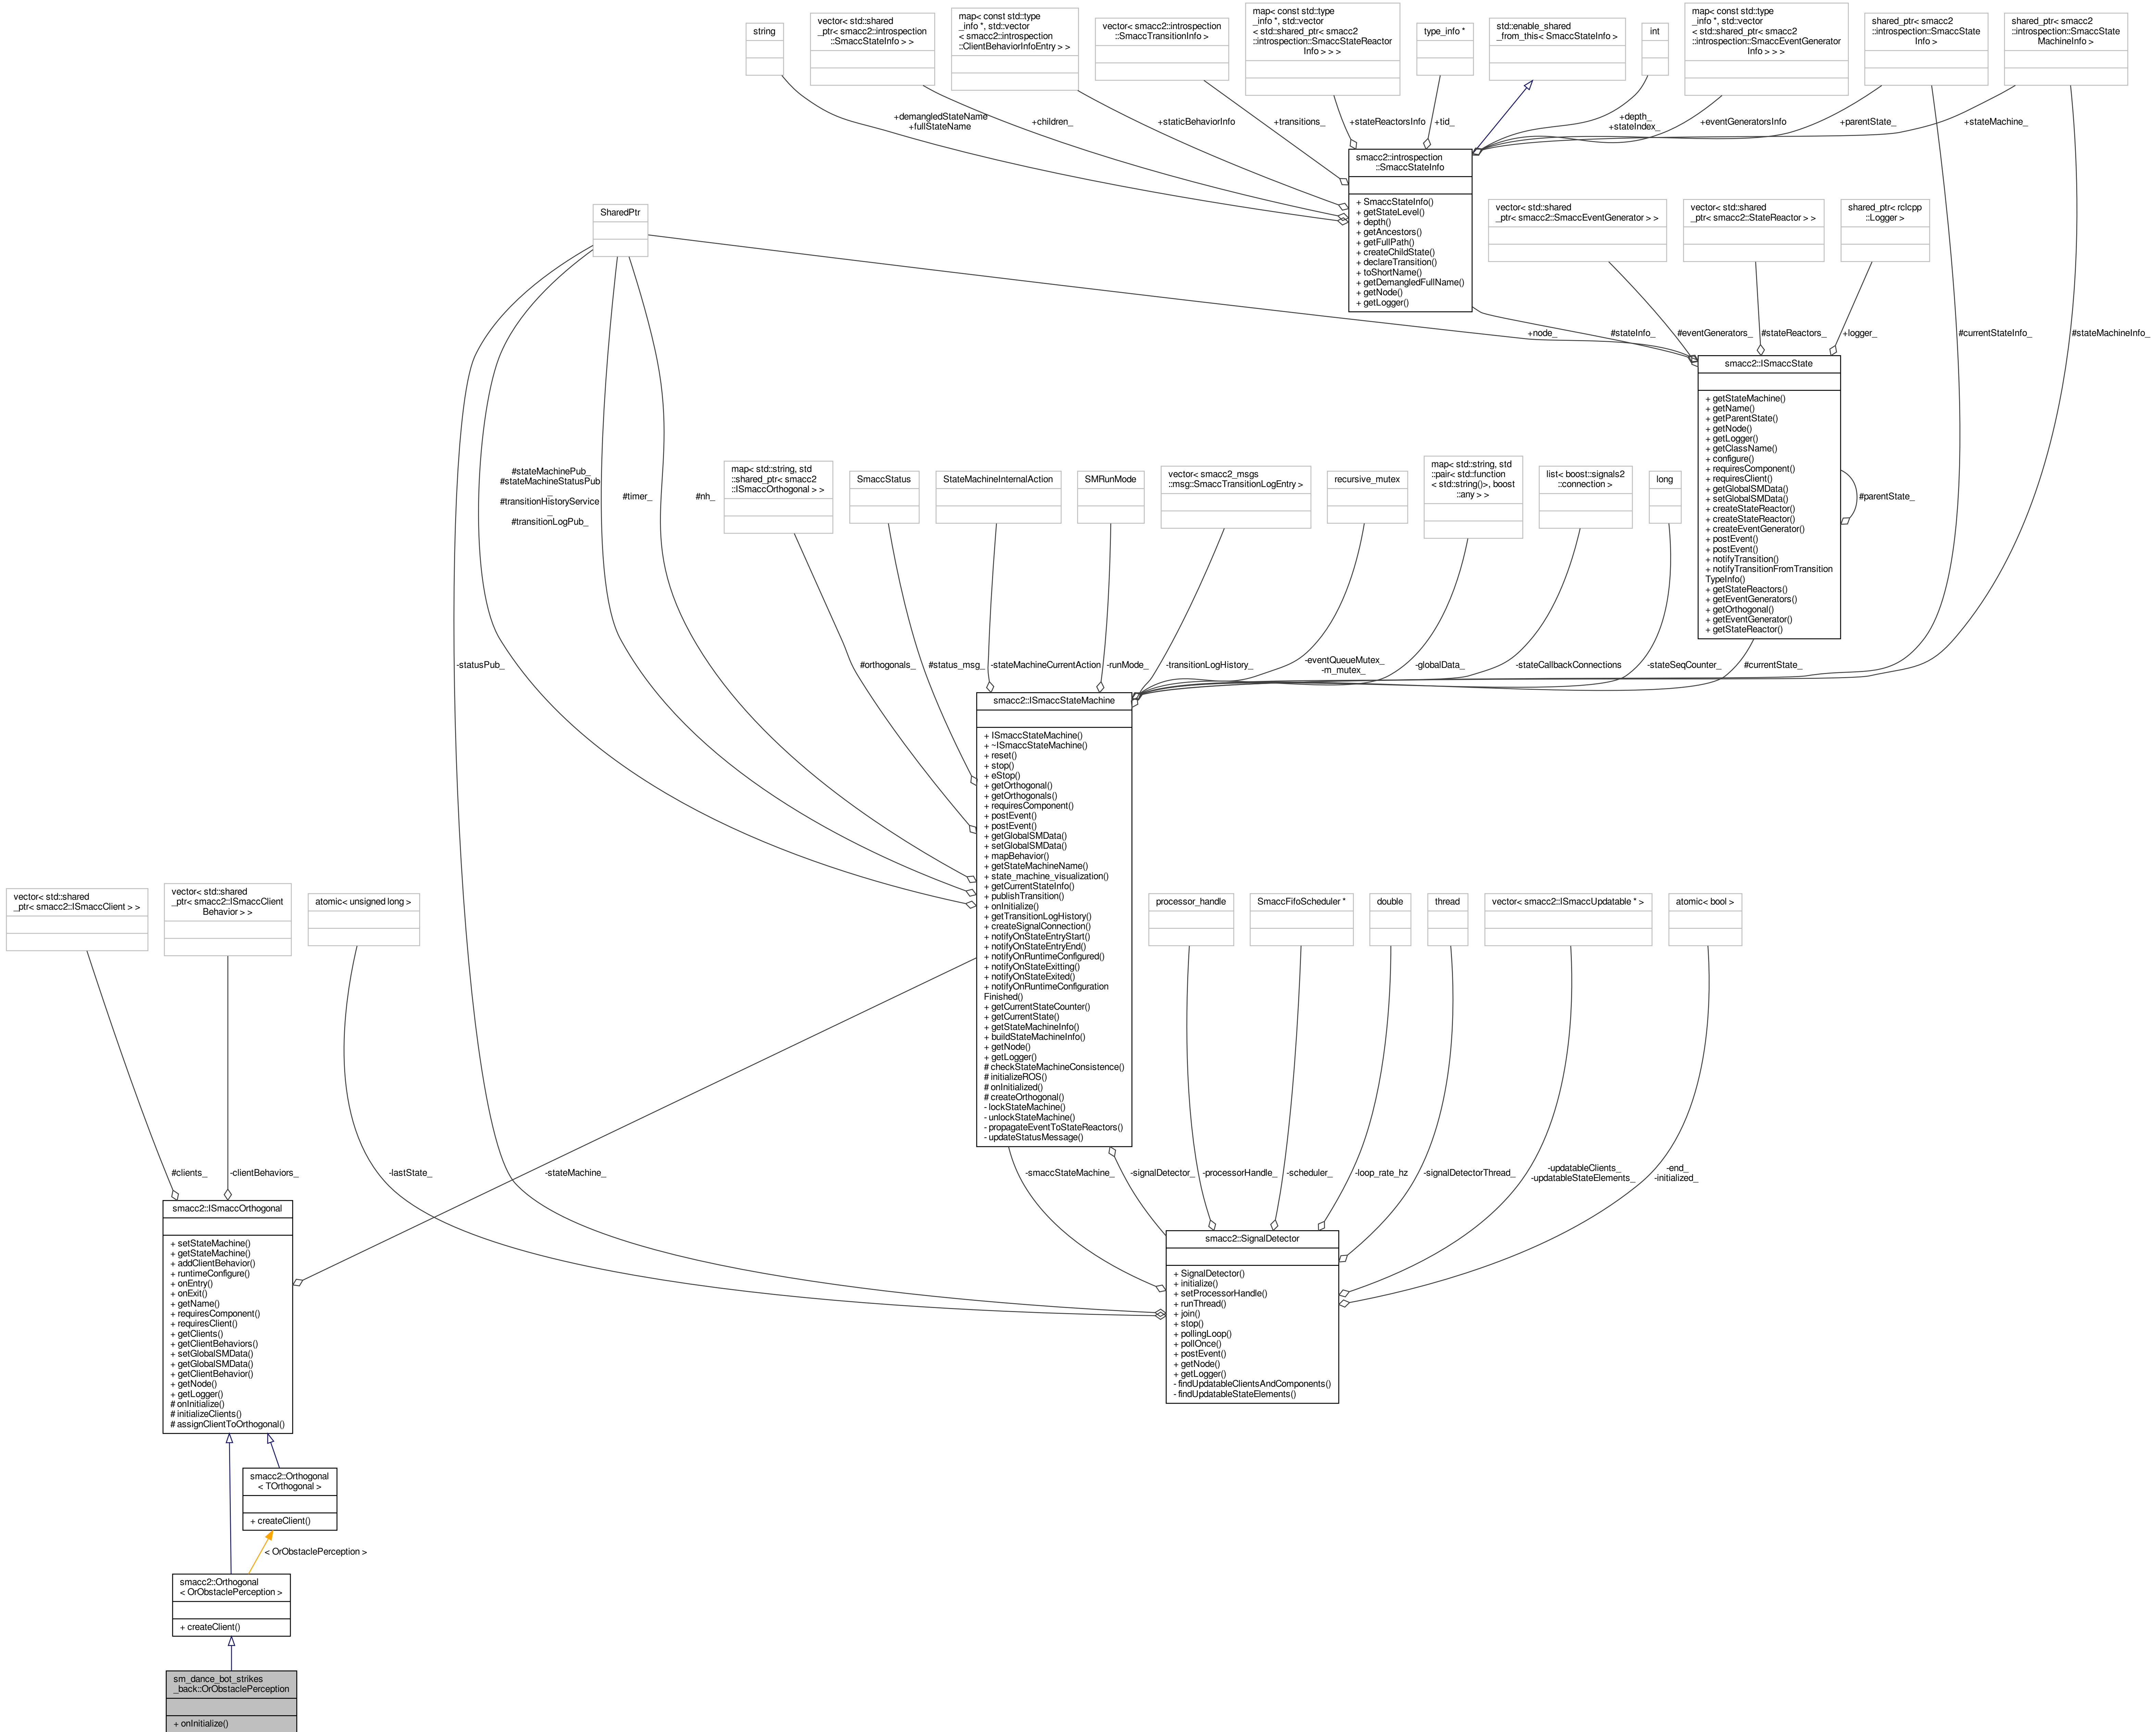 string
vector< std::shared
_ptr< smacc2::introspection
::SmaccStateInfo > >
map< const std::type
_info *, std::vector
< smacc2::introspection
::ClientBehaviorInfoEntry > >
vector< smacc2::introspection
::SmaccTransitionInfo >
map< const std::type
_info *, std::vector
< std::shared_ptr< smacc2
::introspection::SmaccStateReactor
Info > > >
type_info *
std::enable_shared
_from_this< SmaccStateInfo >
int
map< const std::type
_info *, std::vector
< std::shared_ptr< smacc2
::introspection::SmaccEventGenerator
Info > > >
shared_ptr< smacc2
::introspection::SmaccState
Info >
shared_ptr< smacc2
::introspection::SmaccState
MachineInfo >
+demangledStateName
+fullStateName
+children_
+staticBehaviorInfo
+transitions_
+stateReactorsInfo
+tid_
+depth_
+stateIndex_
+eventGeneratorsInfo
+parentState_
+stateMachine_
smacc2::introspection
::SmaccStateInfo
+ SmaccStateInfo()
+ getStateLevel()
+ depth()
+ getAncestors()
+ getFullPath()
+ createChildState()
+ declareTransition()
+ toShortName()
+ getDemangledFullName()
+ getNode()
+ getLogger()
SharedPtr
vector< std::shared
_ptr< smacc2::SmaccEventGenerator > >
vector< std::shared
_ptr< smacc2::StateReactor > >
shared_ptr< rclcpp
::Logger >
+node_
#stateInfo_
#eventGenerators_
#stateReactors_
+logger_
#currentStateInfo_
#stateMachineInfo_
smacc2::ISmaccState
+ getStateMachine()
+ getName()
+ getParentState()
+ getNode()
+ getLogger()
+ getClassName()
+ configure()
+ requiresComponent()
+ requiresClient()
+ getGlobalSMData()
+ setGlobalSMData()
+ createStateReactor()
+ createStateReactor()
+ createEventGenerator()
+ postEvent()
+ postEvent()
+ notifyTransition()
+ notifyTransitionFromTransition
TypeInfo()
+ getStateReactors()
+ getEventGenerators()
+ getOrthogonal()
+ getEventGenerator()
+ getStateReactor()
#parentState_
#stateMachinePub_
#stateMachineStatusPub
_
#transitionHistoryService
_
#transitionLogPub_
#timer_
#nh_
map< std::string, std
::shared_ptr< smacc2
::ISmaccOrthogonal > >
SmaccStatus
StateMachineInternalAction
SMRunMode
vector< smacc2_msgs
::msg::SmaccTransitionLogEntry >
recursive_mutex
map< std::string, std
::pair< std::function
< std::string()>, boost
::any > >
list< boost::signals2
::connection >
long
-statusPub_
#orthogonals_
#status_msg_
-stateMachineCurrentAction
-runMode_
-transitionLogHistory_
-eventQueueMutex_
-m_mutex_
-globalData_
-stateCallbackConnections
-stateSeqCounter_
#currentState_
smacc2::ISmaccStateMachine
+ ISmaccStateMachine()
+ ~ISmaccStateMachine()
+ reset()
+ stop()
+ eStop()
+ getOrthogonal()
+ getOrthogonals()
+ requiresComponent()
+ postEvent()
+ postEvent()
+ getGlobalSMData()
+ setGlobalSMData()
+ mapBehavior()
+ getStateMachineName()
+ state_machine_visualization()
+ getCurrentStateInfo()
+ publishTransition()
+ onInitialize()
+ getTransitionLogHistory()
+ createSignalConnection()
+ notifyOnStateEntryStart()
+ notifyOnStateEntryEnd()
+ notifyOnRuntimeConfigured()
+ notifyOnStateExitting()
+ notifyOnStateExited()
+ notifyOnRuntimeConfiguration
Finished()
+ getCurrentStateCounter()
+ getCurrentState()
+ getStateMachineInfo()
+ buildStateMachineInfo()
+ getNode()
+ getLogger()
# checkStateMachineConsistence()
# initializeROS()
# onInitialized()
# createOrthogonal()
- lockStateMachine()
- unlockStateMachine()
- propagateEventToStateReactors()
- updateStatusMessage()
vector< std::shared
_ptr< smacc2::ISmaccClient > >
vector< std::shared
_ptr< smacc2::ISmaccClient
Behavior > >
atomic< unsigned long >
processor_handle
SmaccFifoScheduler *
double
thread
vector< smacc2::ISmaccUpdatable * >
atomic< bool >
#clients_
-clientBehaviors_
-lastState_
-stateMachine_
-smaccStateMachine_
-signalDetector_
-processorHandle_
-scheduler_
-loop_rate_hz
-signalDetectorThread_
-updatableClients_
-updatableStateElements_
-end_
-initialized_
smacc2::ISmaccOrthogonal
+ setStateMachine()
+ getStateMachine()
+ addClientBehavior()
+ runtimeConfigure()
+ onEntry()
+ onExit()
+ getName()
+ requiresComponent()
+ requiresClient()
+ getClients()
+ getClientBehaviors()
+ setGlobalSMData()
+ getGlobalSMData()
+ getClientBehavior()
+ getNode()
+ getLogger()
# onInitialize()
# initializeClients()
# assignClientToOrthogonal()
smacc2::SignalDetector
+ SignalDetector()
+ initialize()
+ setProcessorHandle()
+ runThread()
+ join()
+ stop()
+ pollingLoop()
+ pollOnce()
+ postEvent()
+ getNode()
+ getLogger()
- findUpdatableClientsAndComponents()
- findUpdatableStateElements()
smacc2::Orthogonal
< TOrthogonal >
+ createClient()
< OrObstaclePerception >
smacc2::Orthogonal
< OrObstaclePerception >
+ createClient()
sm_dance_bot_strikes
_back::OrObstaclePerception
+ onInitialize()